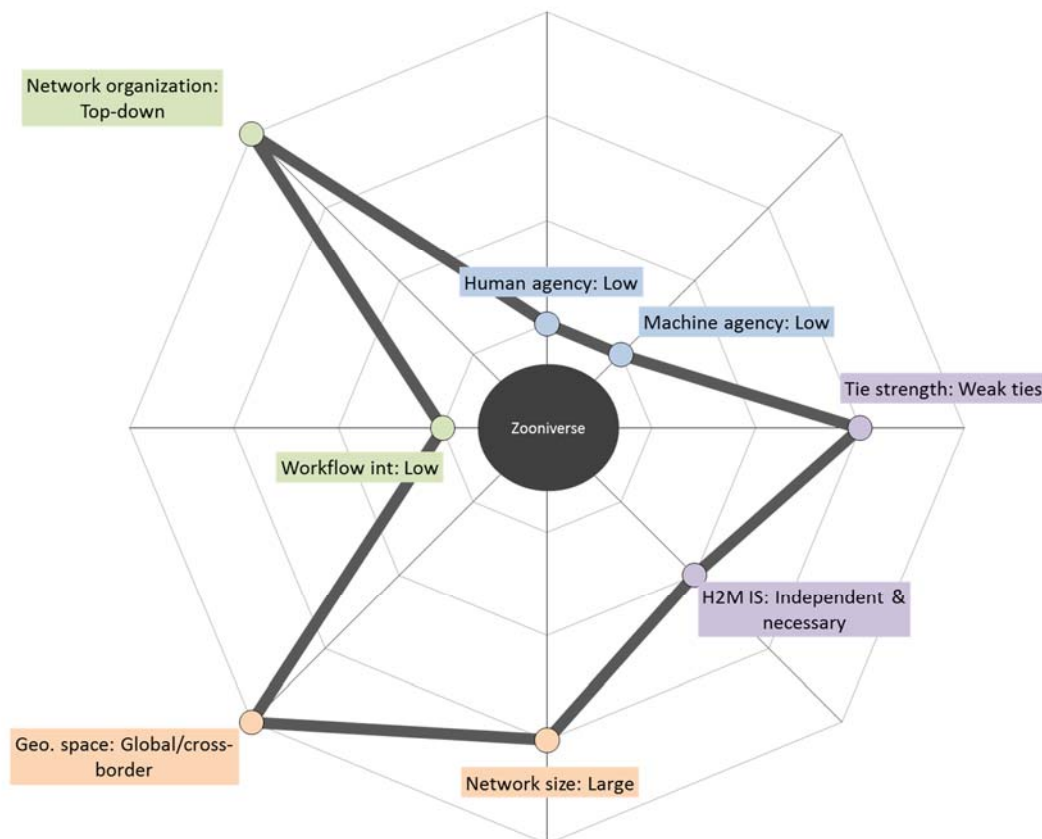 Network organization:
Top-down
Human agency: Low
Machine agency: Low
Tie strength: Weak ties
Zooniverse
Workflow int: Low
H2M IS: Independent &
necessary
Geo. space: Global/cross-
border
Network size: Large